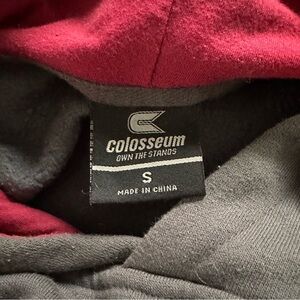 COLOSSEUM
OWN THE STANDS
S
MADE IN CHINA